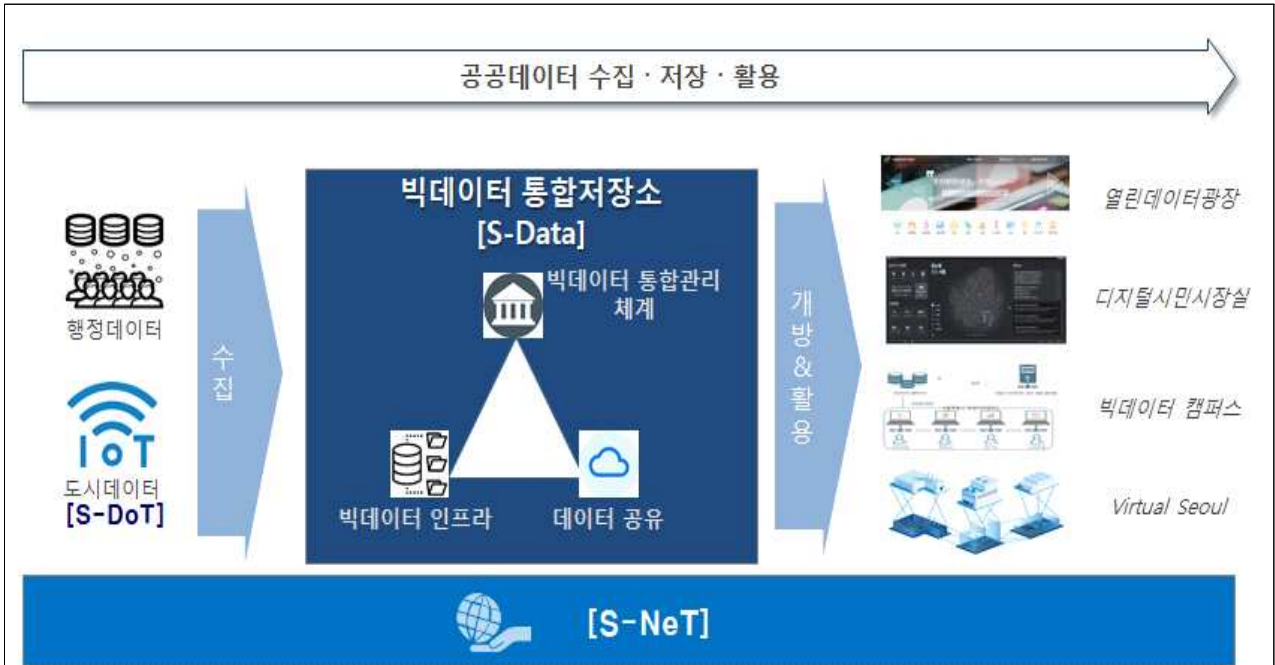 공공데이터 수집 · 저장 · 활용
행정데이터
IoT
도시데이터
[S-DoT]
수집
빅데이터 통합저장소
[S-Data]
빅데이터 통합관리
체계
빅데이터 인프라
데이터 공유
개방&활용
열린데이터광장
디지털시민시장실
빅데이터 캠퍼스
Virtual Seoul
[S-NeT]